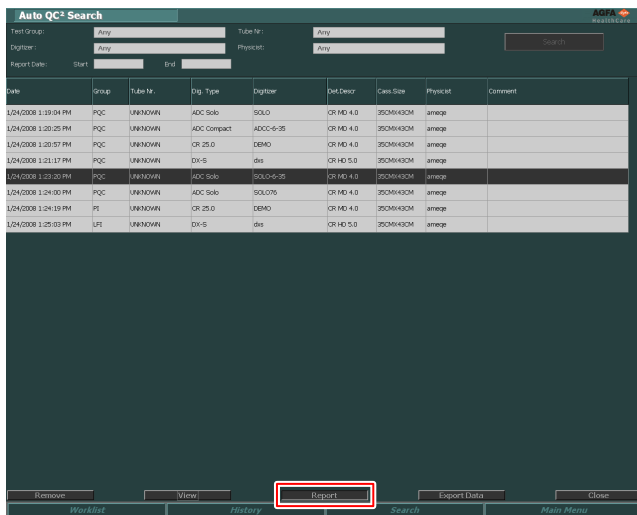 Auto QC² Search
AGFA
HealthCare
Test Group: Any Tube Nr: Any
Digitizer: Any Physicist: Any Search
Report Date: Start End
Date Group Tube Nr. Dig. Type Digitizer Det.Descr Cass.Size Physicist Comment
1/24/2008 1:19:04 PM PQC UNKNOWN ADC Solo SOLO CR MD 4.0 35CMX43CM ameqe
1/24/2008 1:20:25 PM PQC UNKNOWN ADC Compact ADCC-6-35 CR MD 4.0 35CMX43CM ameqe
1/24/2008 1:20:57 PM PQC UNKNOWN CR 25.0 DEMO CR MD 4.0 35CMX43CM ameqe
1/24/2008 1:21:17 PM PQC UNKNOWN DX-S dxs CR HD 5.0 35CMX43CM ameqe
1/24/2008 1:23:20 PM PQC UNKNOWN ADC Solo SOLO-6-35 CR MD 4.0 35CMX43CM ameqe
1/24/2008 1:24:00 PM PQC UNKNOWN ADC Solo SOLO76 CR MD 4.0 35CMX43CM ameqe
1/24/2008 1:24:19 PM PI UNKNOWN CR 25.0 DEMO CR MD 4.0 35CMX43CM ameqe
1/24/2008 1:25:03 PM LFI UNKNOWN DX-S dxs CR HD 5.0 35CMX43CM ameqe
Remove View Report Export Data Close
Worklist History Search Main Menu